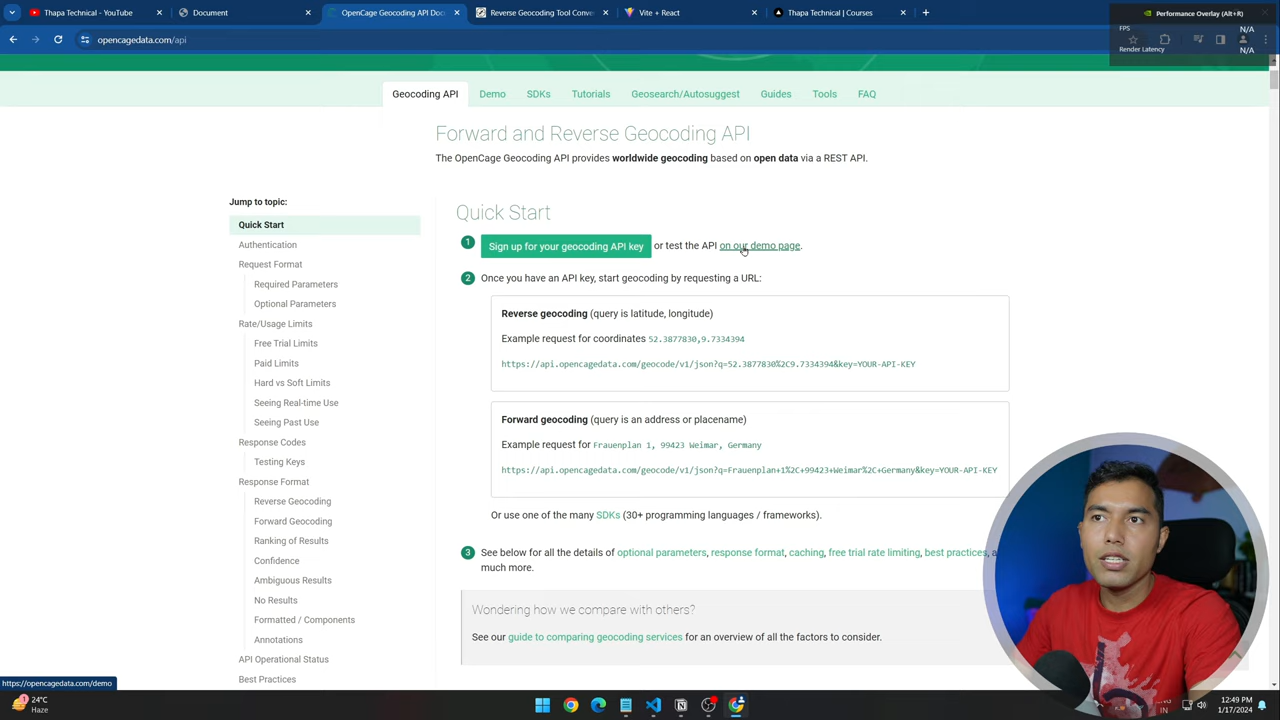 Thapa Technical - YouTube
Document
OpenCage Geocoding API Doc
Reverse Geocoding Tool Conver
Vite + React
Thapa Technical | Courses
Performance Overlay (Alt+R)
FPS N/A
Render Latency N/A
opencagedata.com/api
Geocoding API Demo SDKs Tutorials Geosearch/Autosuggest Guides Tools FAQ
Forward and Reverse Geocoding API
The OpenCage Geocoding API provides worldwide geocoding based on open data via a REST API.
Jump to topic:
Quick Start
Authentication
Request Format
Required Parameters
Optional Parameters
Rate/Usage Limits
Free Trial Limits
Paid Limits
Hard vs Soft Limits
Seeing Real-time Use
Seeing Past Use
Response Codes
Testing Keys
Response Format
Reverse Geocoding
Forward Geocoding
Ranking of Results
Confidence
Ambiguous Results
No Results
Formatted / Components
Annotations
API Operational Status
Best Practices
Quick Start
1 Sign up for your geocoding API key or test the API on our demo page.
2 Once you have an API key, start geocoding by requesting a URL:
Reverse geocoding (query is latitude, longitude)
Example request for coordinates 52.3877830,9.7334394
https://api.opencagedata.com/geocode/v1/json?q=52.3877830%2C9.7334394&key=YOUR-API-KEY
Forward geocoding (query is an address or placename)
Example request for Frauenplan 1, 99423 Weimar, Germany
https://api.opencagedata.com/geocode/v1/json?q=Frauenplan+1%2C+99423+Weimar%2C+Germany&key=YOUR-API-KEY
Or use one of the many SDKs (30+ programming languages / frameworks).
3 See below for all the details of optional parameters, response format, caching, free trial rate limiting, best practices, a
much more.
Wondering how we compare with others?
See our guide to comparing geocoding services for an overview of all the factors to consider.
https://opencagedata.com/demo
24°C
Haze
ENG
IN
12:49 PM
1/17/2024